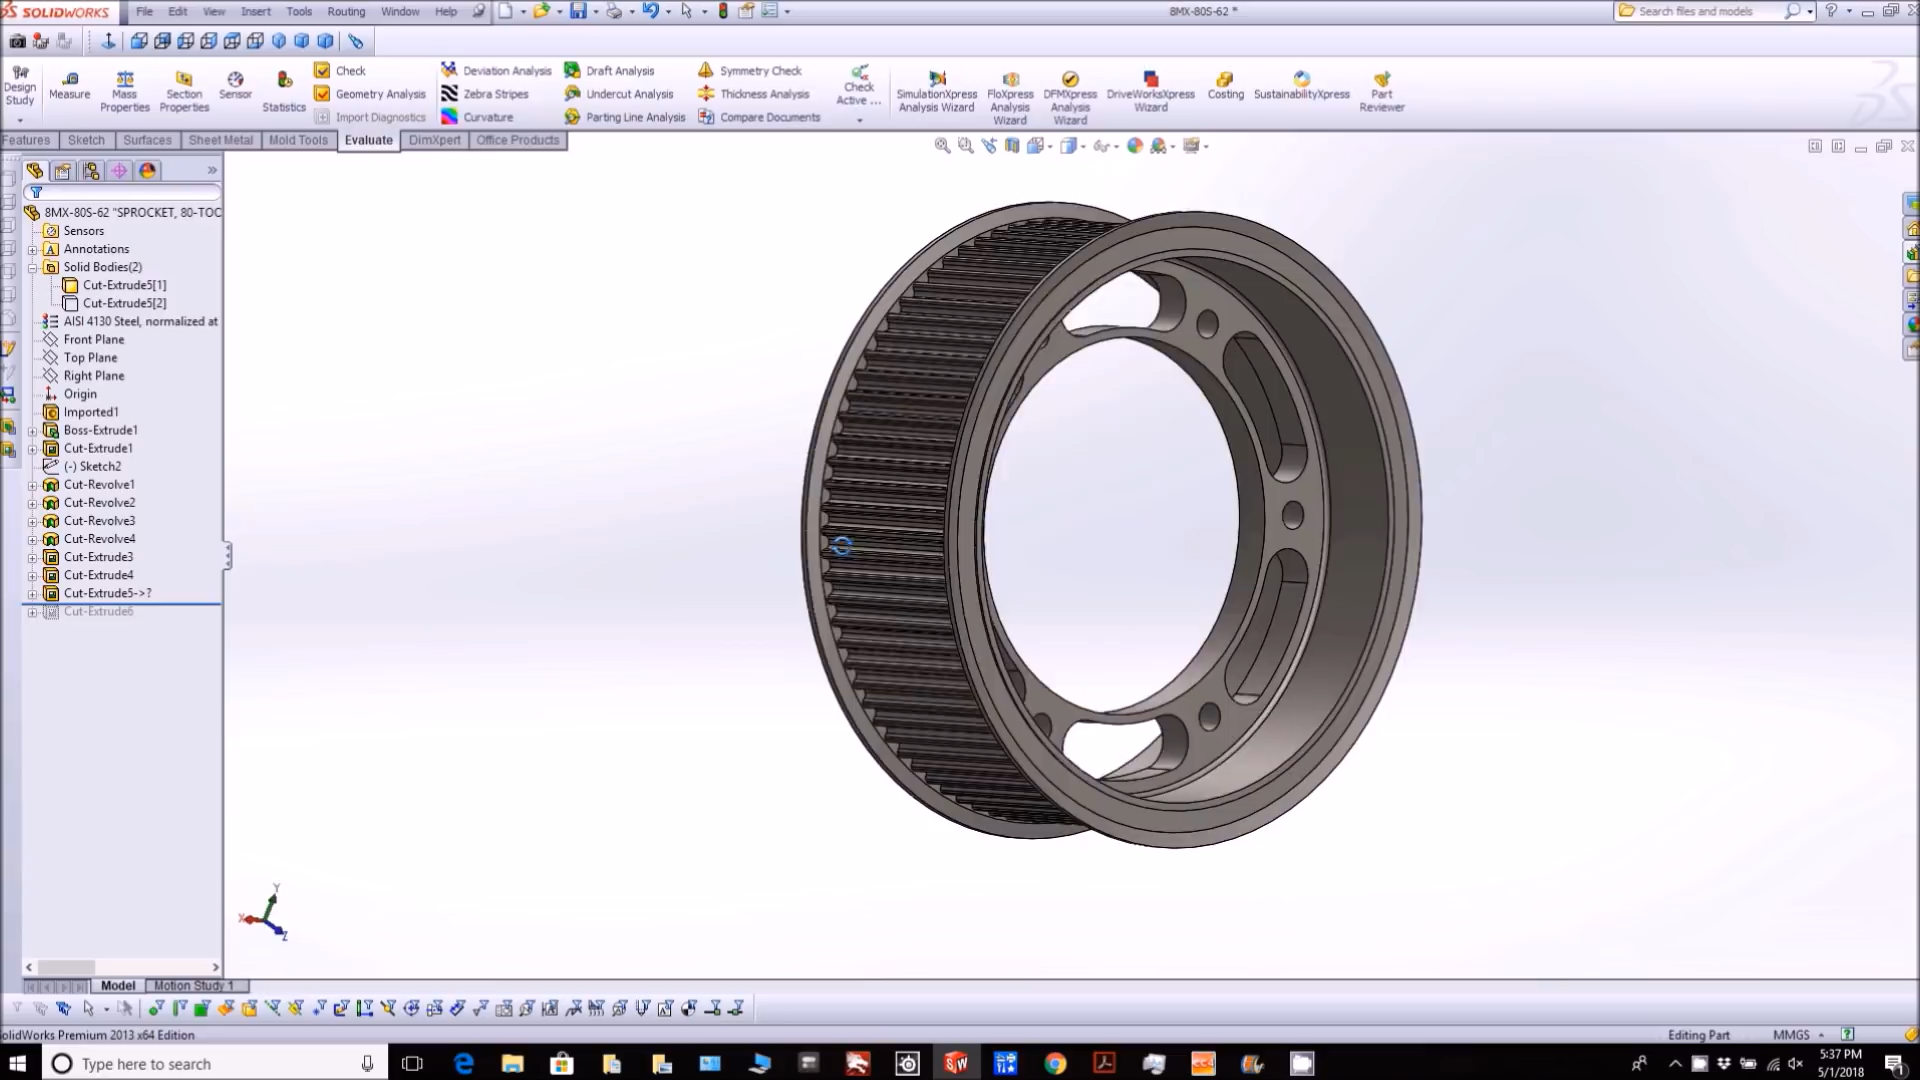 SOLIDWORKS File Edit View Insert Tools Routing Window Help 8MX-80S-62 * Search files and models
Design Study
Measure
Mass Properties
Section Properties
Sensor
Statistics
Check
Geometry Analysis
Import Diagnostics
Deviation Analysis
Zebra Stripes
Curvature
Draft Analysis
Undercut Analysis
Parting Line Analysis
Symmetry Check
Thickness Analysis
Compare Documents
Check Active ...
SimulationXpress Analysis Wizard
FloXpress Analysis Wizard
DFMXpress Analysis Wizard
DriveWorksXpress Wizard
Costing
SustainabilityXpress
Part Reviewer
Features Sketch Surfaces Sheet Metal Mold Tools Evaluate DimXpert Office Products
8MX-80S-62 "SPROCKET, 80-TOO
Sensors
Annotations
Solid Bodies(2)
Cut-Extrude5[1]
Cut-Extrude5[2]
AISI 4130 Steel, normalized at
Front Plane
Top Plane
Right Plane
Origin
Imported1
Boss-Extrude1
Cut-Extrude1
(-) Sketch2
Cut-Revolve1
Cut-Revolve2
Cut-Revolve3
Cut-Revolve4
Cut-Extrude3
Cut-Extrude4
Cut-Extrude5->?
Cut-Extrude6
Y
X
Z
Model Motion Study 1
olidWorks Premium 2013 x64 Edition Editing Part MMGS
Type here to search
5:37 PM
5/1/2018